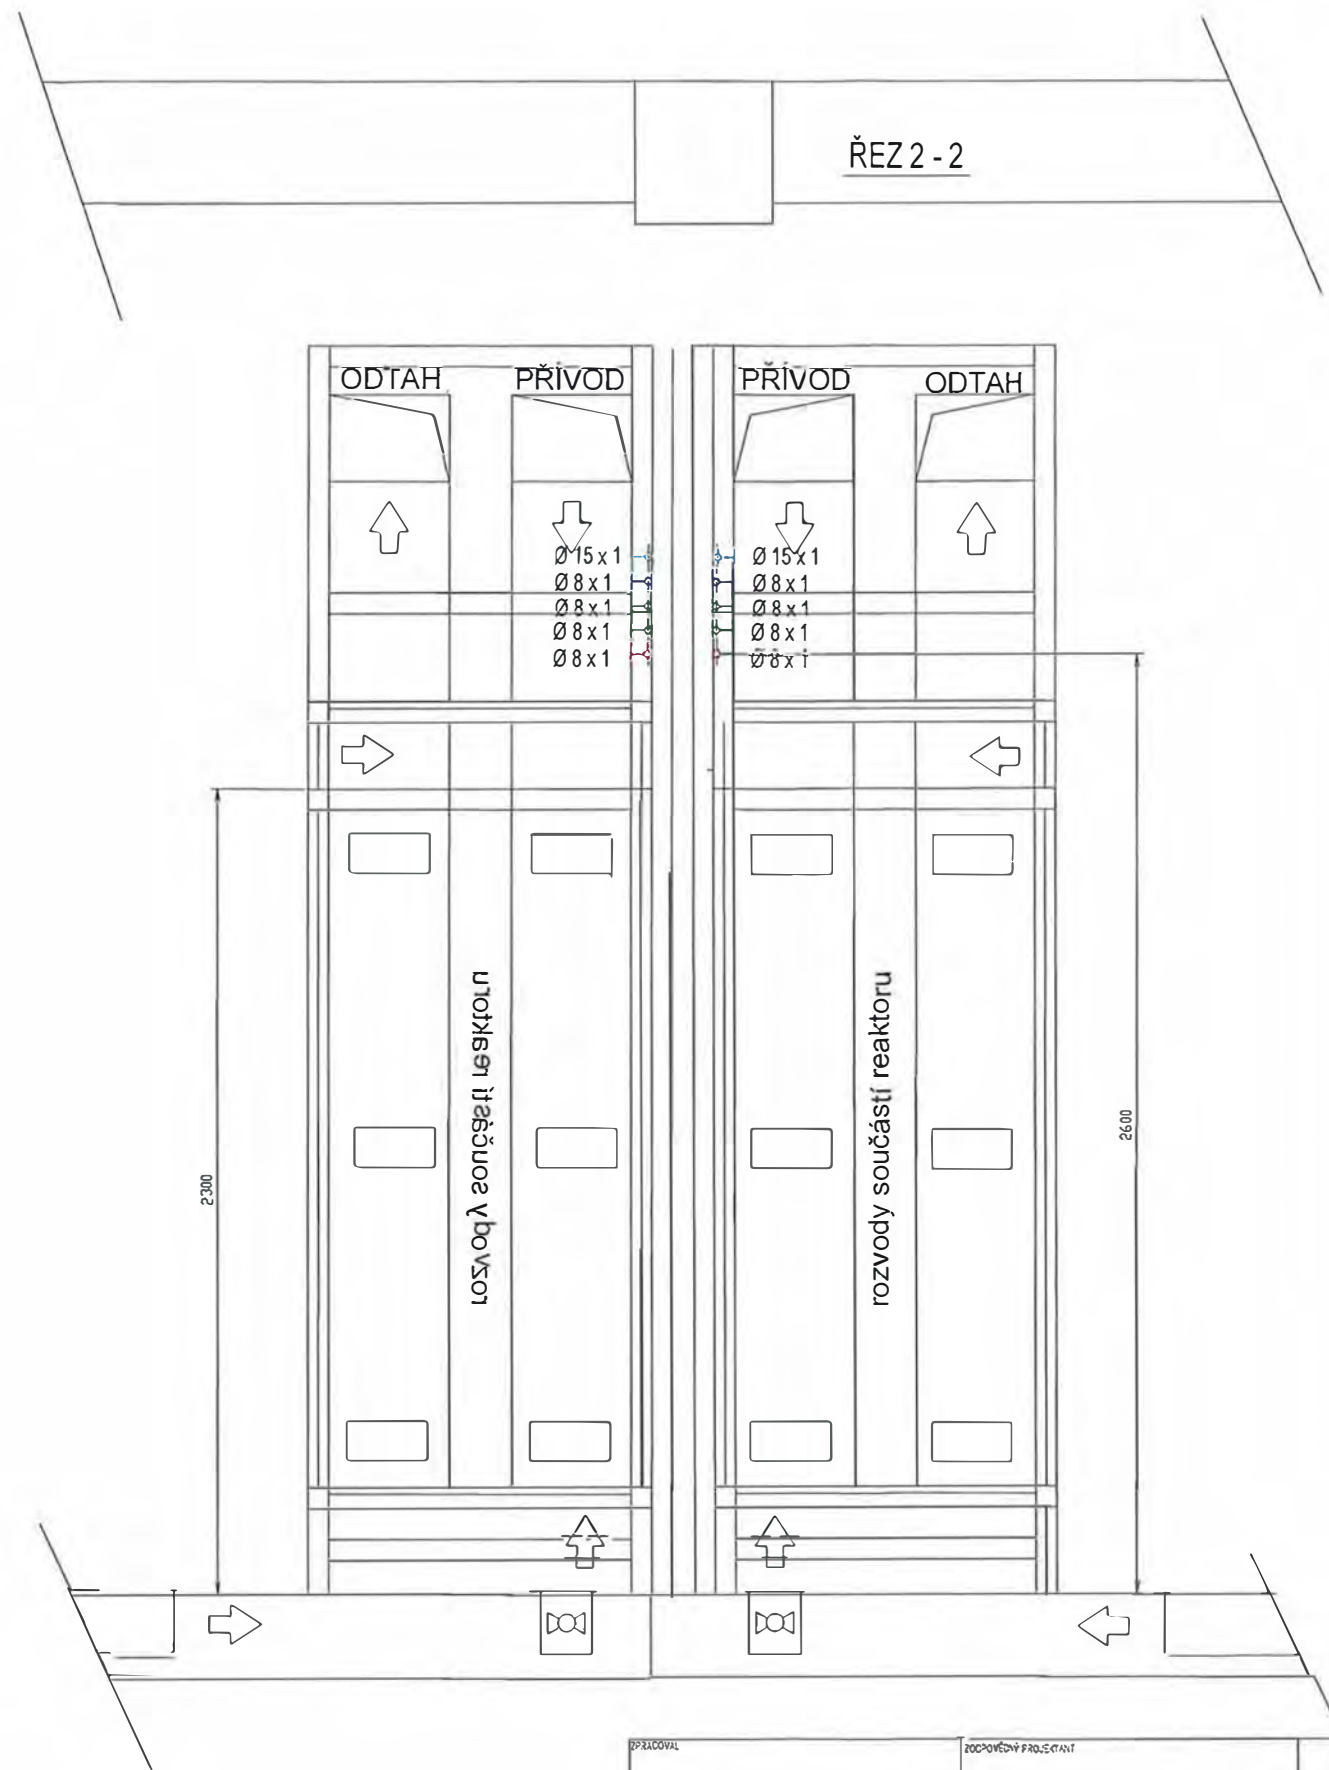 ŘEZ 2 - 2
ODTAH
PŘÍVOD
PŘÍVOD
ODTAH
Ø 15 x 1
Ø 8 x 1
Ø 8 x 1
Ø 8 x 1
Ø 8 x 1
Ø 15 x 1
Ø 8 x 1
Ø 8 x 1
Ø 8 x 1
Ø 8 x 1
rozvody součástí reaktoru
rozvody součástí reaktoru
2300
2600
ZPRACOVAL
ZODPOVĚDNÝ PROJEKTANT